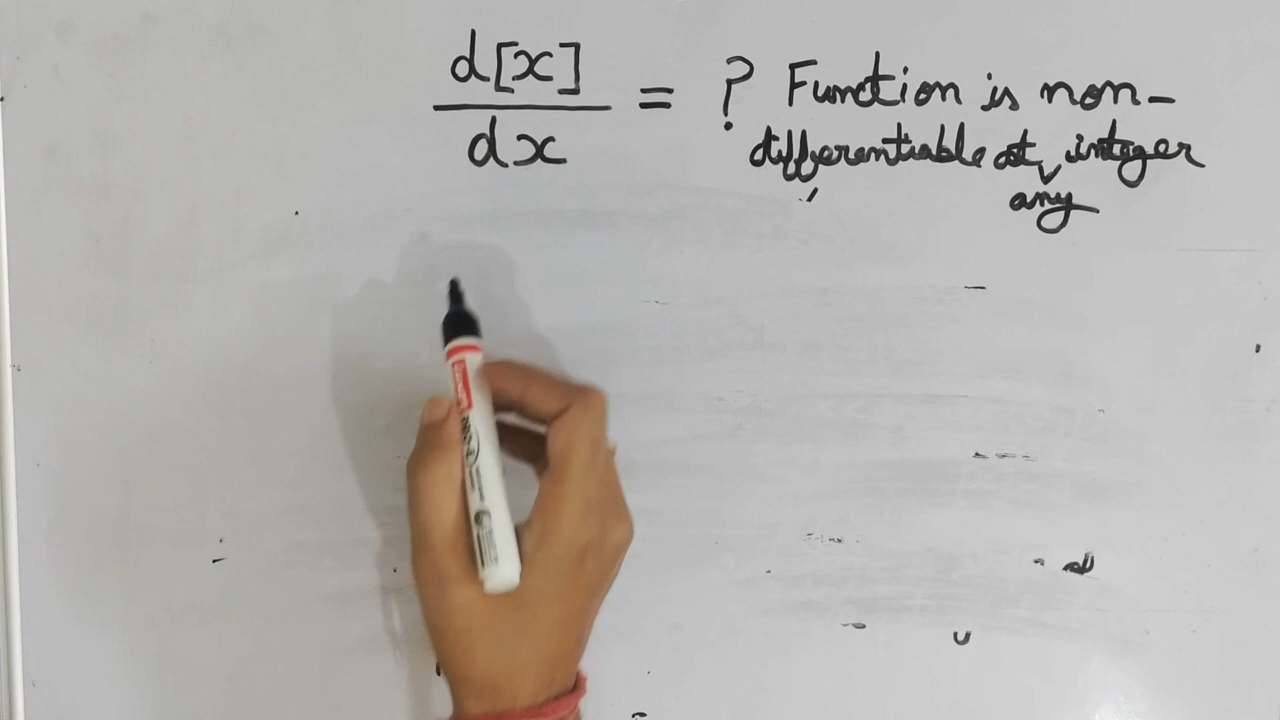 d[x]
dx
= ? Function is non-
differentiable at any integer